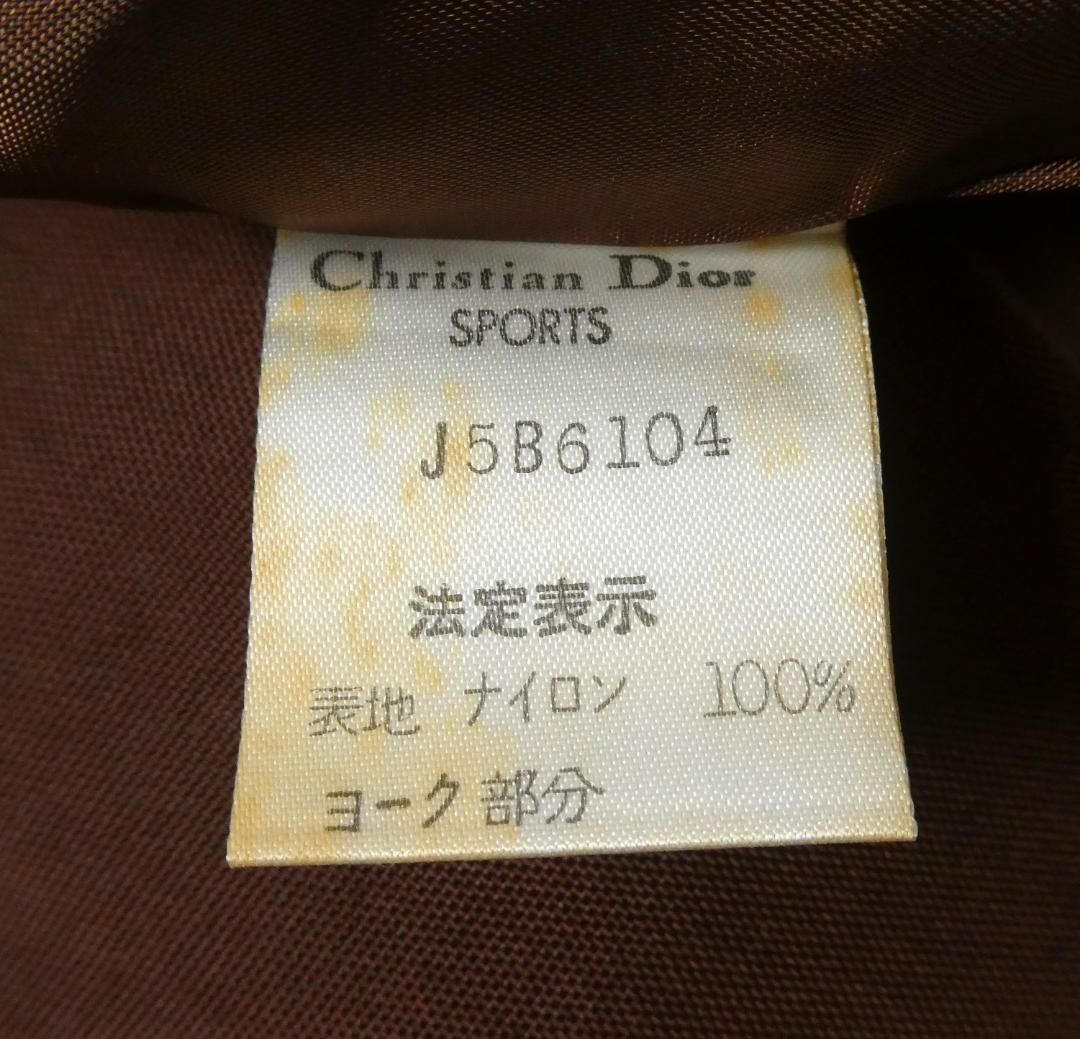 Christian Dior
SPORTS
J5B6104
法定表示
表地 ナイロン 100%
ヨーク部分